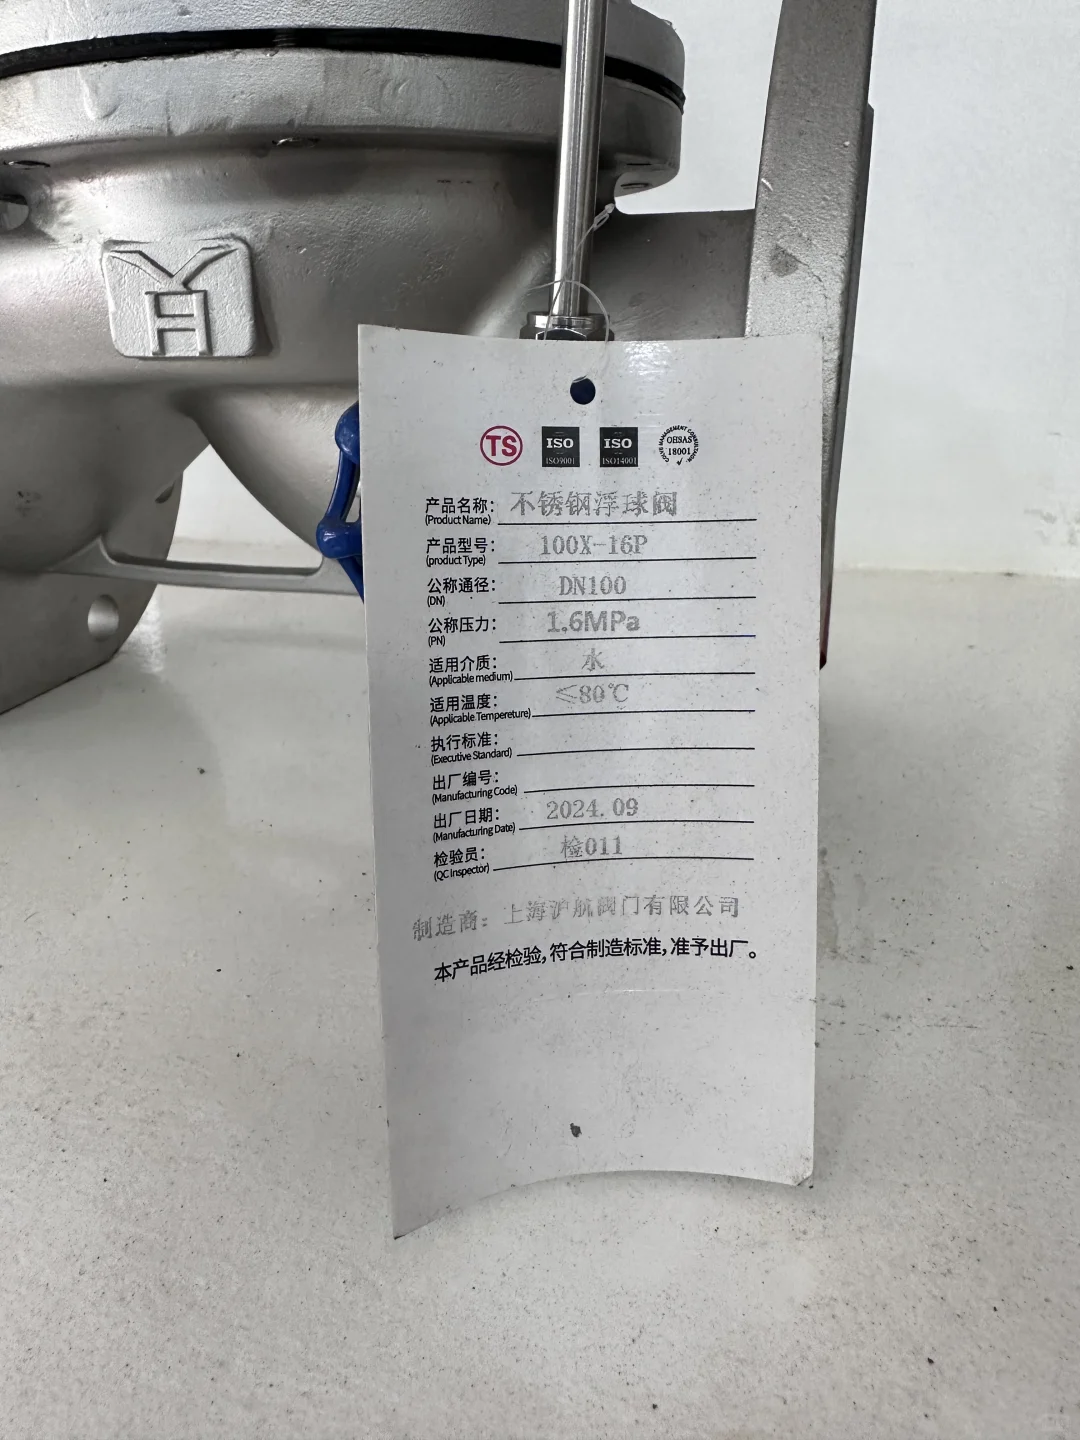 YH
TS
ISO
ISO9001
ISO
ISO14001
OHSAS
18001
产品名称: 不锈钢浮球阀
(Product Name)
产品型号: 100X-16P
(product Type)
公称通径: DN100
(DN)
公称压力: 1.6MPa
(PN)
适用介质: 水
(Applicable medium)
适用温度: ≤80℃
(Applicable Tempereture)
执行标准:
(Executive Standard)
出厂编号:
(Manufacturing Code)
出厂日期: 2024.09
(Manufacturing Date)
检验员: 检011
(QC Inspector)
制造商: 上海沪航阀门有限公司
本产品经检验,符合制造标准,准予出厂。